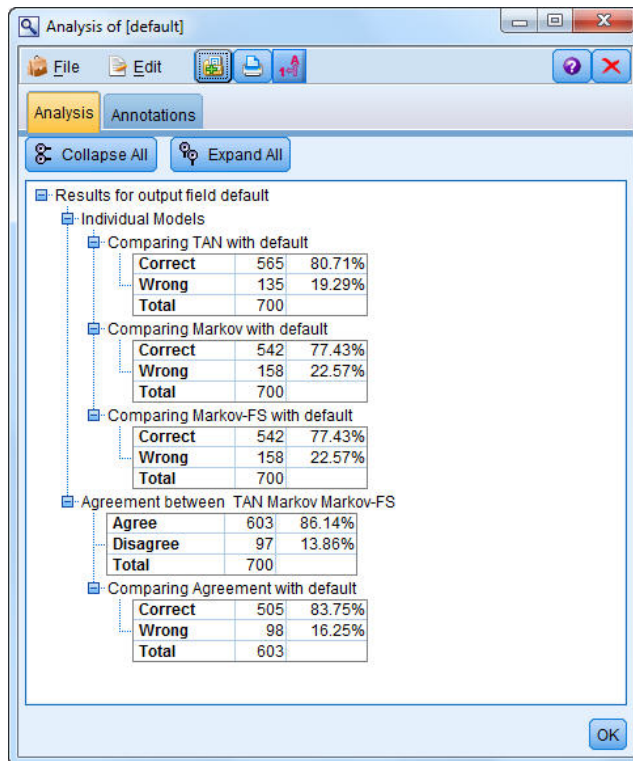 Analysis of [default]
File Edit
Analysis Annotations
Collapse All Expand All
Results for output field default
Individual Models
Comparing TAN with default
Correct 565 80.71%
Wrong 135 19.29%
Total 700
Comparing Markov with default
Correct 542 77.43%
Wrong 158 22.57%
Total 700
Comparing Markov-FS with default
Correct 542 77.43%
Wrong 158 22.57%
Total 700
Agreement between TAN Markov Markov-FS
Agree 603 86.14%
Disagree 97 13.86%
Total 700
Comparing Agreement with default
Correct 505 83.75%
Wrong 98 16.25%
Total 603
OK